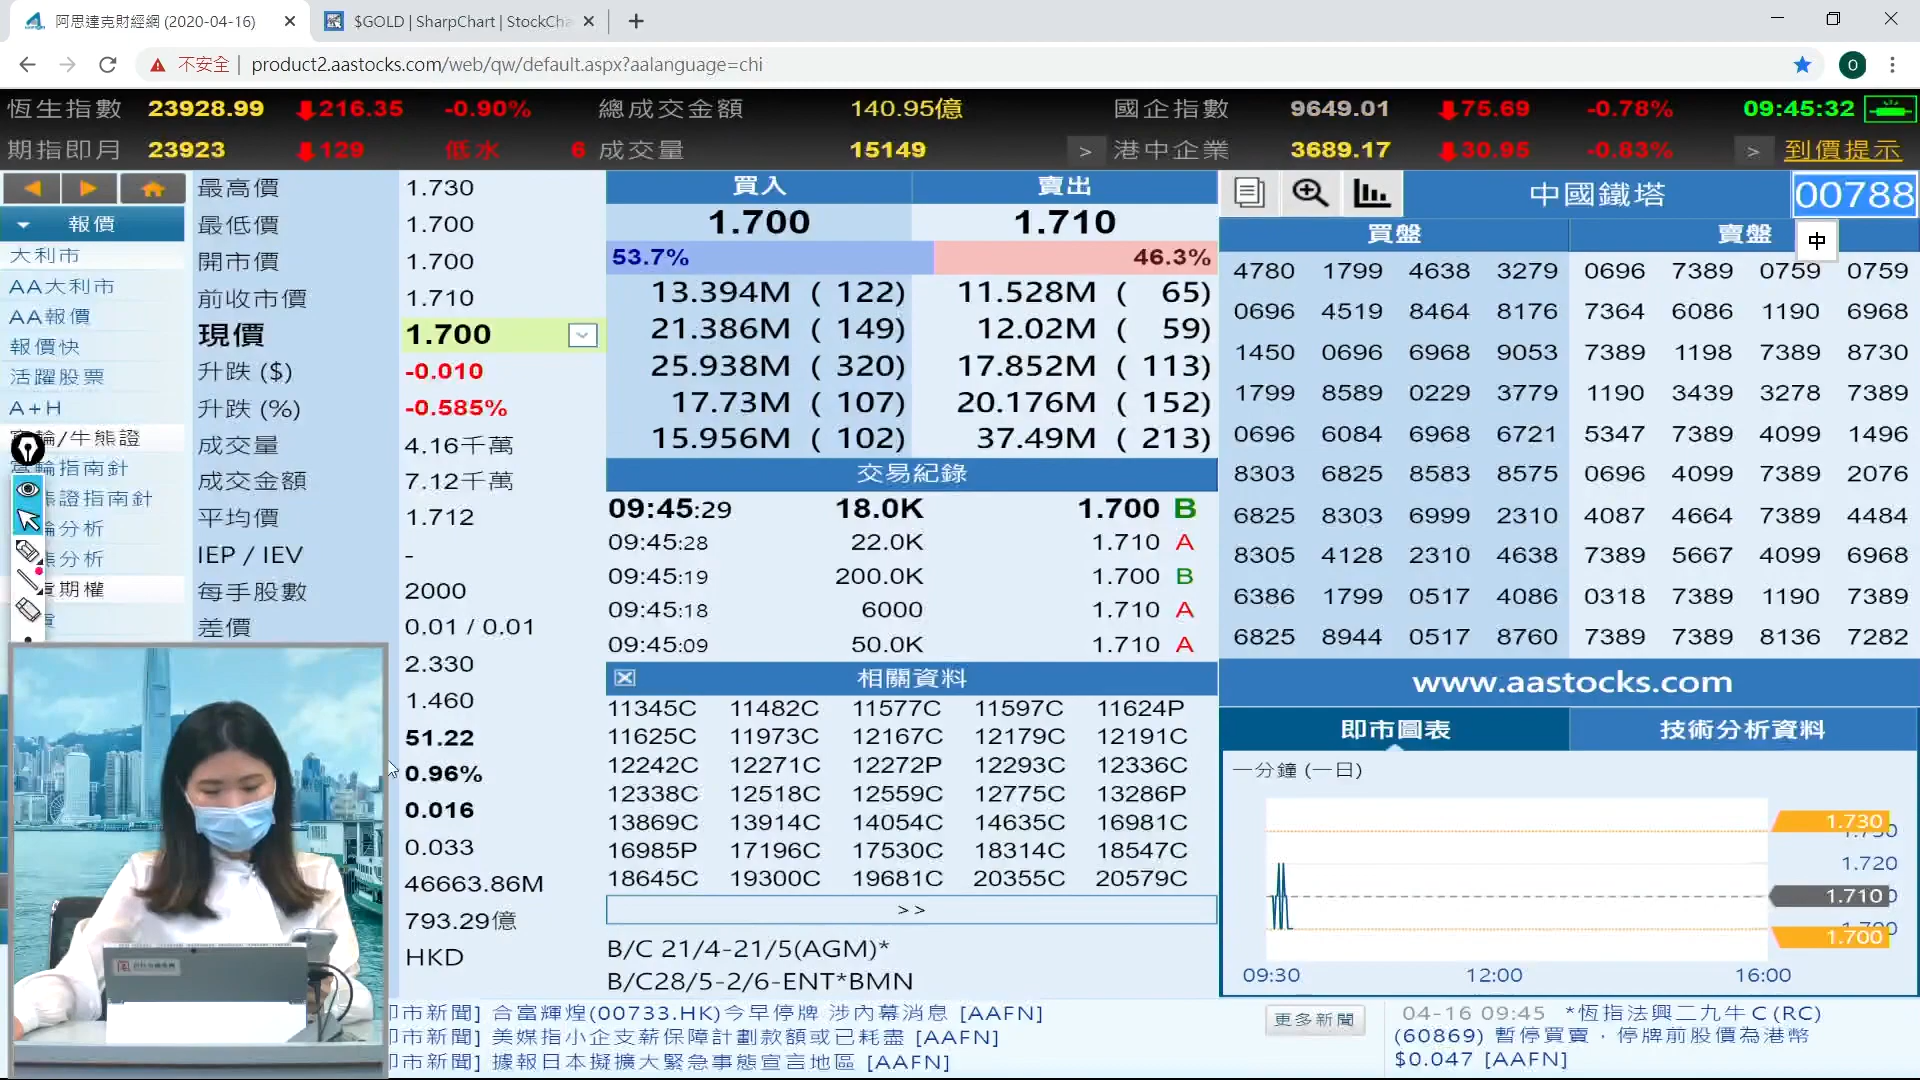 阿思達克財經網 (2020-04-16)
$GOLD | SharpChart | StockCha
不安全 | product2.aastocks.com/web/qw/default.aspx?aalanguage=chi
恆生指數 23928.99 216.35 -0.90% 總成交金額 140.95億 國企指數 9649.01 75.69 -0.78% 09:45:32
期指即月 23923 129 低水 6 成交量 15149 > 港中企業 3689.17 30.95 -0.83% > 到價提示
報價
大利市
AA大利市
AA報價
報價快
活躍股票
A+H
輪/牛熊證
輪指南針
熊證指南針
輪分析
熊分析
期權
最高價 1.730
最低價 1.700
開市價 1.700
前收市價 1.710
現價 1.700
升跌 ($) -0.010
升跌 (%) -0.585%
成交量 4.16千萬
成交金額 7.12千萬
平均價 1.712
IEP / IEV -
每手股數 2000
差價 0.01 / 0.01
2.330
1.460
51.22
0.96%
0.016
0.033
46663.86M
793.29億
HKD
買入 賣出
1.700 1.710
53.7% 46.3%
13.394M ( 122) 11.528M ( 65)
21.386M ( 149) 12.02M ( 59)
25.938M ( 320) 17.852M ( 113)
17.73M ( 107) 20.176M ( 152)
15.956M ( 102) 37.49M ( 213)
交易紀錄
09:45:29 18.0K 1.700 B
09:45:28 22.0K 1.710 A
09:45:19 200.0K 1.700 B
09:45:18 6000 1.710 A
09:45:09 50.0K 1.710 A
相關資料
11345C 11482C 11577C 11597C 11624P
11625C 11973C 12167C 12179C 12191C
12242C 12271C 12272P 12293C 12336C
12338C 12518C 12559C 12775C 13286P
13869C 13914C 14054C 14635C 16981C
16985P 17196C 17530C 18314C 18547C
18645C 19300C 19681C 20355C 20579C
>>
B/C 21/4-21/5(AGM)*
B/C28/5-2/6-ENT*BMN
中國鐵塔 00788
買盤 賣盤 中
4780 1799 4638 3279 0696 7389 0759 0759
0696 4519 8464 8176 7364 6086 1190 6968
1450 0696 6968 9053 7389 1198 7389 8730
1799 8589 0229 3779 1190 3439 3278 7389
0696 6084 6968 6721 5347 7389 4099 1496
8303 6825 8583 8575 0696 4099 7389 2076
6825 8303 6999 2310 4087 4664 7389 4484
8305 4128 2310 4638 7389 5667 4099 6968
6386 1799 0517 4086 0318 7389 1190 7389
6825 8944 0517 8760 7389 7389 8136 7282
www.aastocks.com
即市圖表 技術分析資料
一分鐘 (一日)
1.730
1.720
1.710
1.700
09:30 12:00 16:00
即市新聞] 合富輝煌(00733.HK)今早停牌 涉內幕消息 [AAFN]
即市新聞] 美媒指小企支薪保障計劃款額或已耗盡 [AAFN]
即市新聞] 據報日本擬擴大緊急事態宣言地區 [AAFN]
更多新聞
04-16 09:45 *恆指法興二九牛C(RC)
(60869) 暫停買賣，停牌前股價為港幣
$0.047 [AAFN]